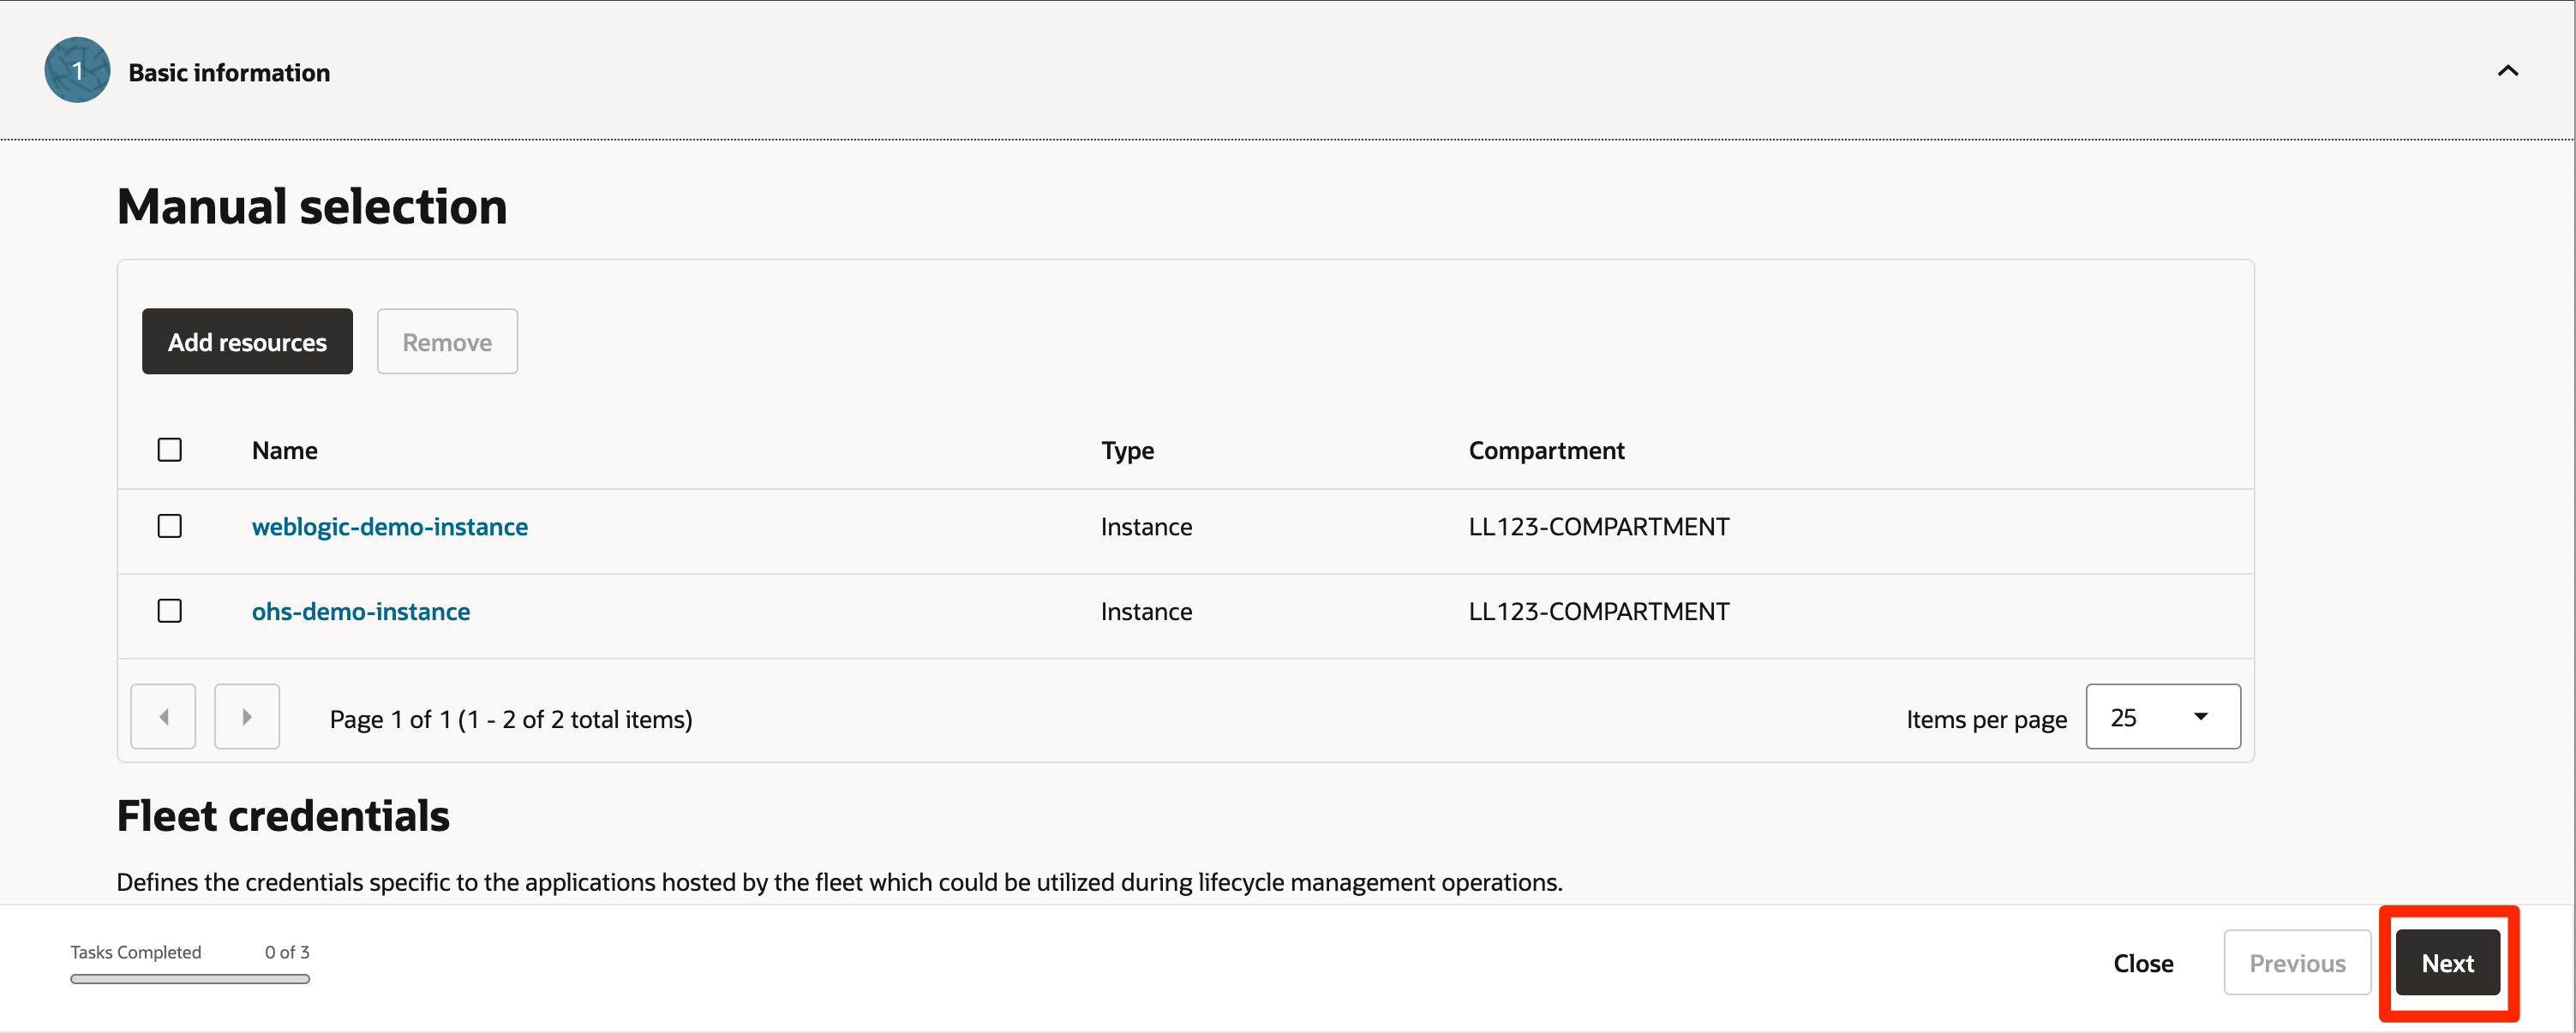 1 Basic information
Manual selection
Add resources Remove
Name Type Compartment
weblogic-demo-instance Instance LL123-COMPARTMENT
ohs-demo-instance Instance LL123-COMPARTMENT
Page 1 of 1 (1 - 2 of 2 total items) Items per page 25
Fleet credentials
Defines the credentials specific to the applications hosted by the fleet which could be utilized during lifecycle management operations.
Tasks Completed 0 of 3 Close Previous Next